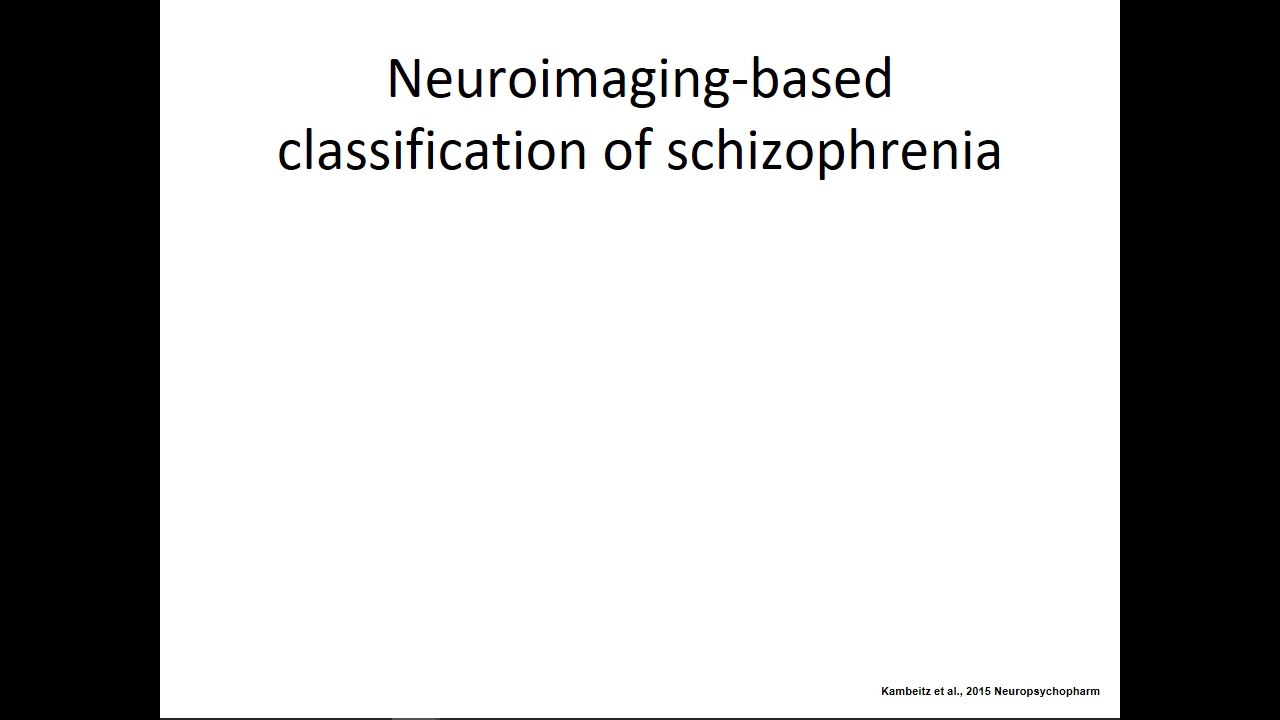 Neuroimaging-based
classification of schizophrenia
Kambeitz et al., 2015 Neuropsychopharm